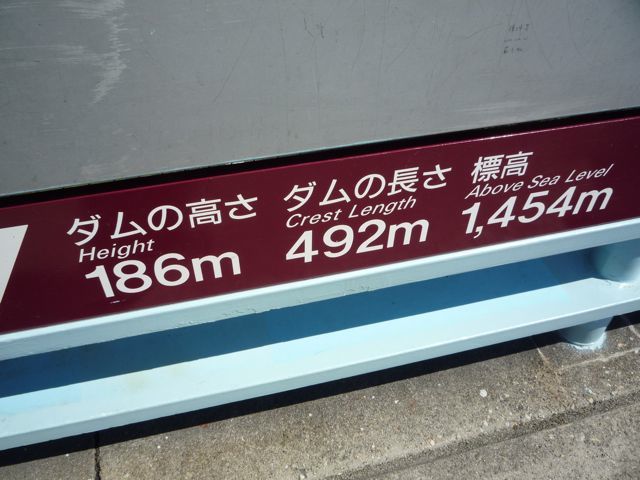 ダムの高さ
Height
186m
ダムの長さ
Crest Length
492m
標高
Above Sea Level
1,454m